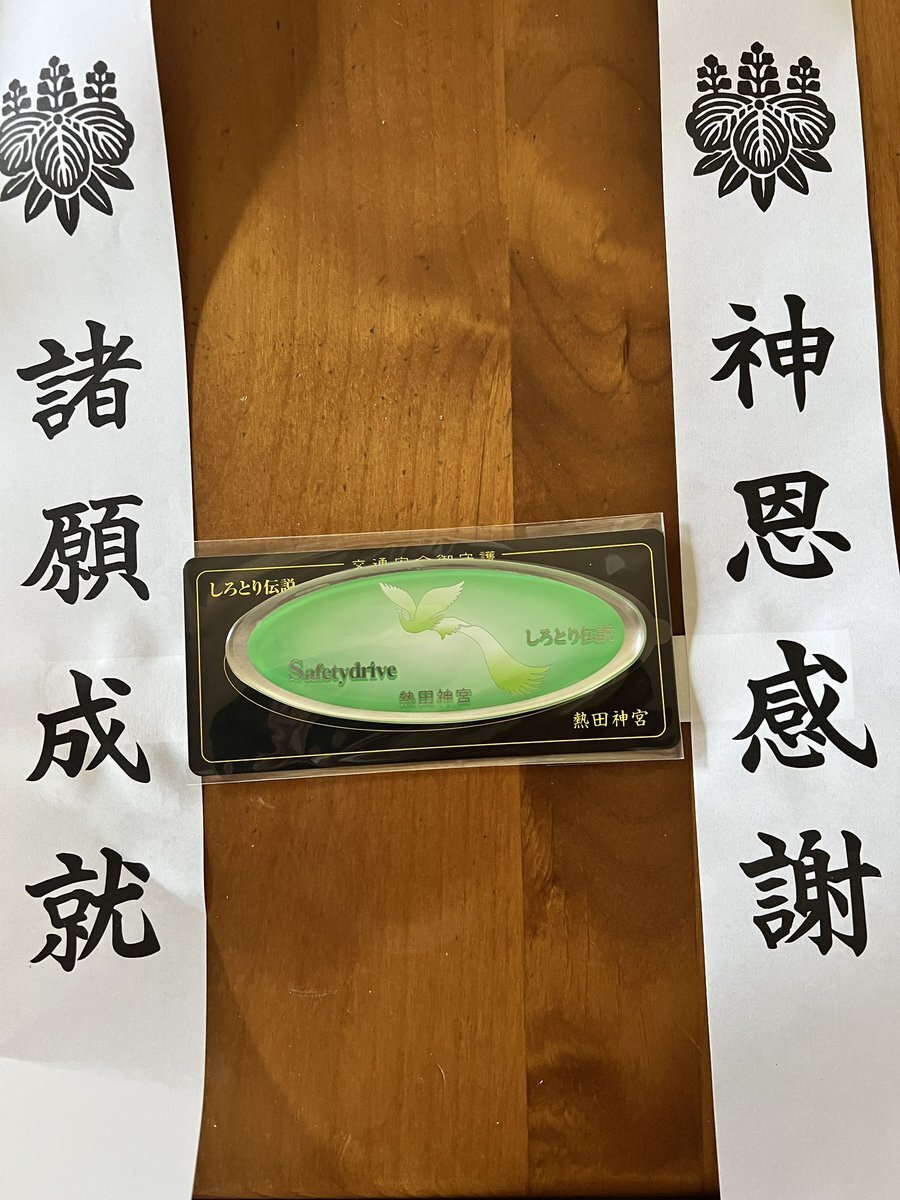 神恩感謝
諸願成就
交通安全御守護
しろとり伝説
しろとり伝説
Safetydrive
熱田神宮
熱田神宮